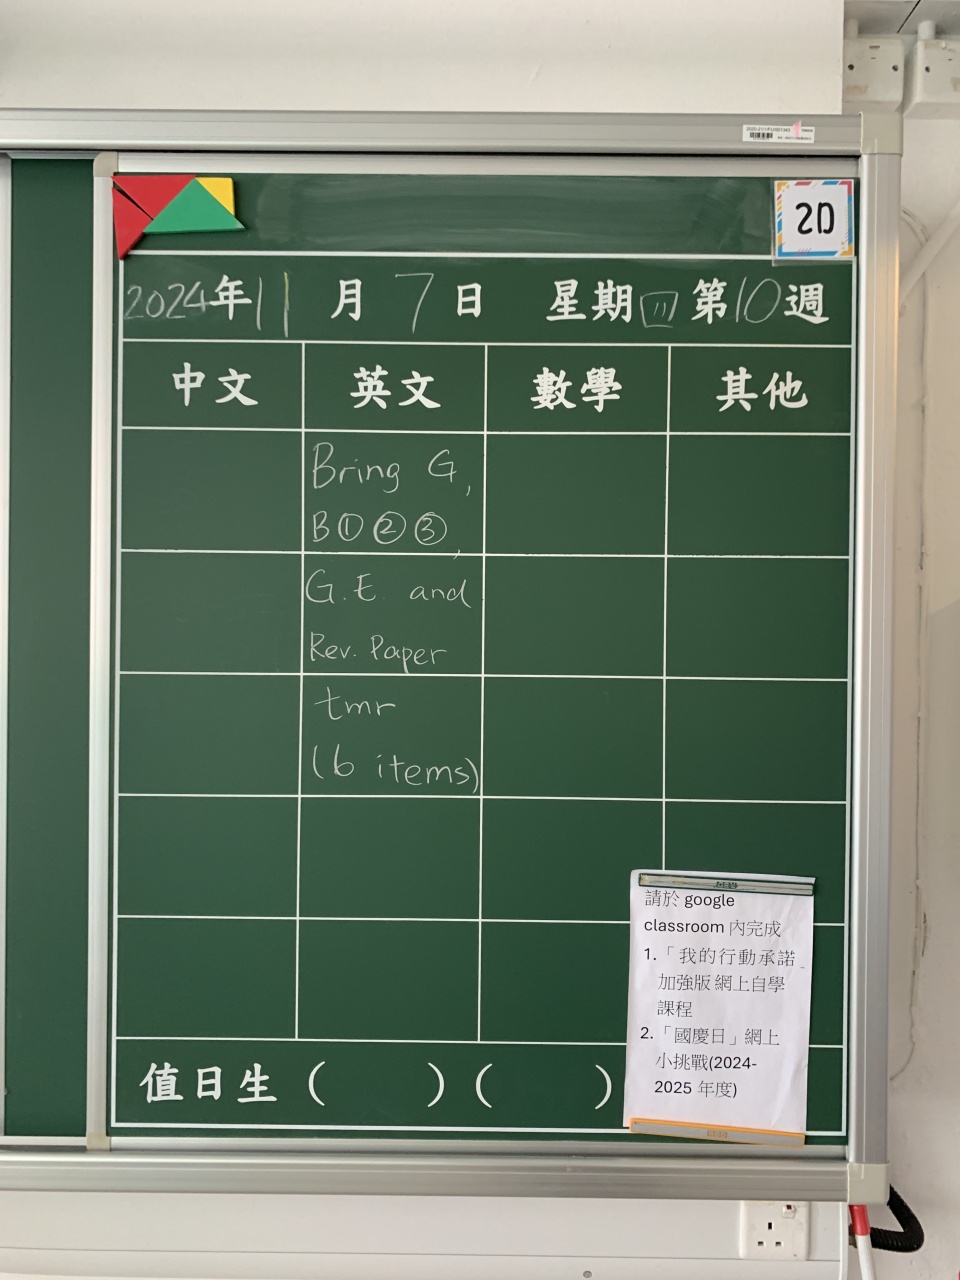 2D
2024年11月7日 星期四第10週
中文 英文 數學 其他
Bring G,
B①②③,
G.E. and
Rev. Paper
tmr
(6 items)
請於 google
classroom 內完成
1.「我的行動承諾
加強版 網上自學
課程
2.「國慶日」網上
小挑戰(2024-
2025 年度)
值日生( )( )